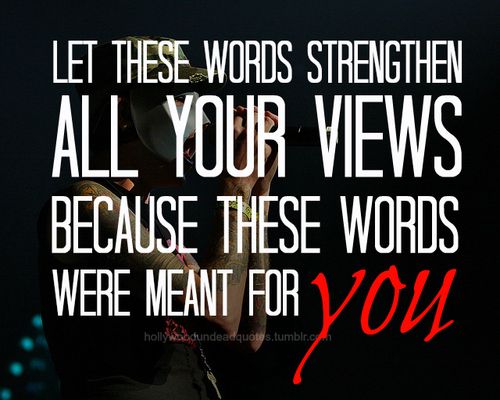 LET THESE WORDS STRENGTHEN
ALL YOUR VIEWS
BECAUSE THESE WORDS
WERE MEANT FOR you
hollywoodundeadquotes.tumblr.com